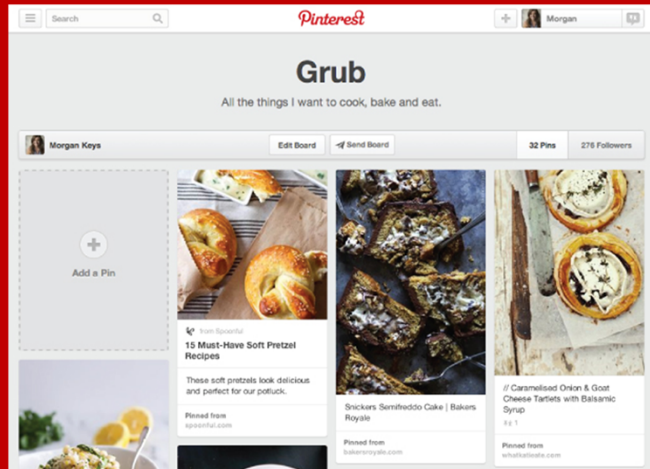 Search
Pinterest
Morgan
Grub
All the things I want to cook, bake and eat.
Morgan Keys
Edit Board
Send Board
32 Pins
276 Followers
Add a Pin
from Spoonful
15 Must-Have Soft Pretzel
Recipes
These soft pretzels look delicious
and perfect for our potluck.
Pinned from
spoonful.com
Snickers Semifreddo Cake | Bakers
Royale
Pinned from
bakersroyale.com
// Caramelised Onion & Goat
Cheese Tartlets with Balsamic
Syrup
Pinned from
whatkatieate.com